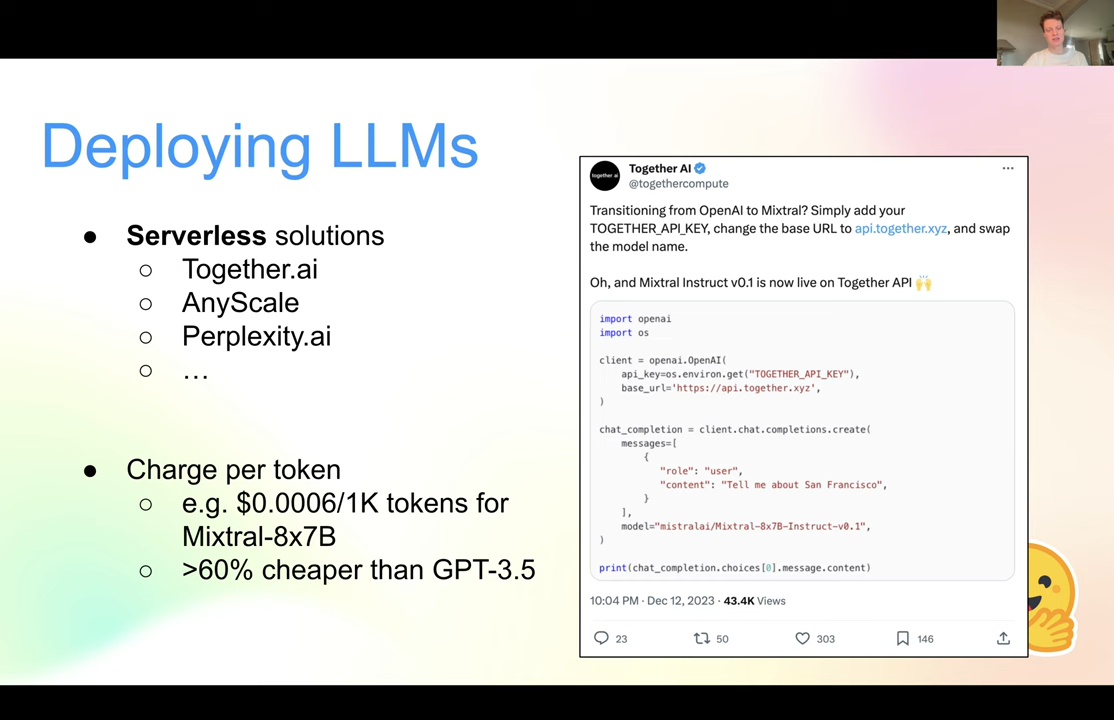 Deploying LLMs
● Serverless solutions
○ Together.ai
○ AnyScale
○ Perplexity.ai
○ …
● Charge per token
○ e.g. $0.0006/1K tokens for
Mixtral-8x7B
○ >60% cheaper than GPT-3.5
together ai
Together AI
@togethercompute
Transitioning from OpenAI to Mixtral? Simply add your
TOGETHER_API_KEY, change the base URL to api.together.xyz, and swap
the model name.
Oh, and Mixtral Instruct v0.1 is now live on Together API 🙌
import openai
import os
client = openai.OpenAI(
    api_key=os.environ.get("TOGETHER_API_KEY"),
    base_url='https://api.together.xyz',
)
chat_completion = client.chat.completions.create(
    messages=[
        {
            "role": "user",
            "content": "Tell me about San Francisco",
        }
    ],
    model="mistralai/Mixtral-8x7B-Instruct-v0.1",
)
print(chat_completion.choices[0].message.content)
10:04 PM · Dec 12, 2023 · 43.4K Views
23 50 303 146